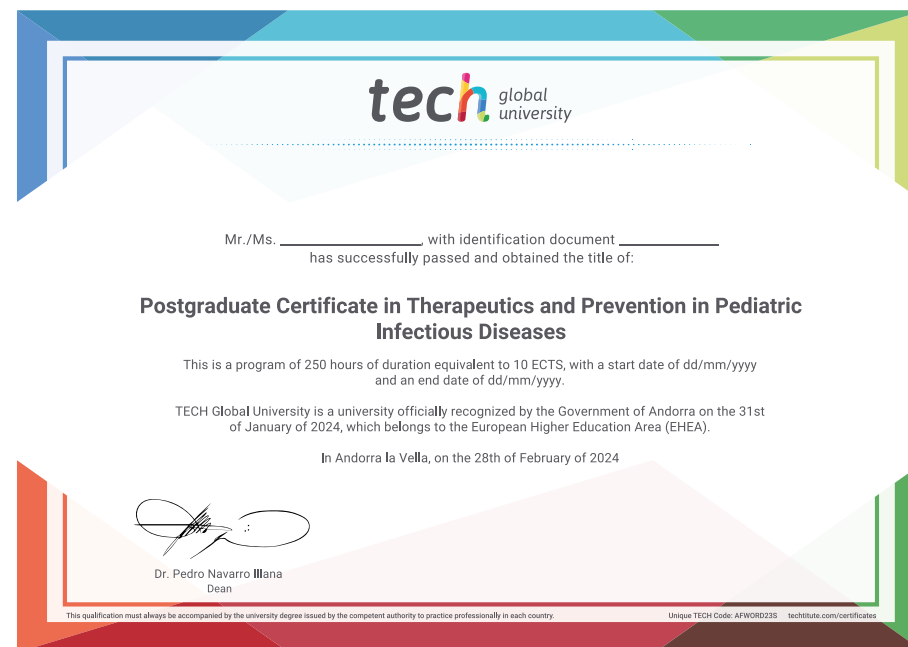 tech global
university
Mr./Ms. ____________________, with identification document ______________
has successfully passed and obtained the title of:
Postgraduate Certificate in Therapeutics and Prevention in Pediatric
Infectious Diseases
This is a program of 250 hours of duration equivalent to 10 ECTS, with a start date of dd/mm/yyyy
and an end date of dd/mm/yyyy.
TECH Global University is a university officially recognized by the Government of Andorra on the 31st
of January of 2024, which belongs to the European Higher Education Area (EHEA).
In Andorra la Vella, on the 28th of February of 2024
Dr. Pedro Navarro Illana
Dean
This qualification must always be accompanied by the university degree issued by the competent authority to practice professionally in each country.
Unique TECH Code: AFWORD23S techtitute.com/certificates